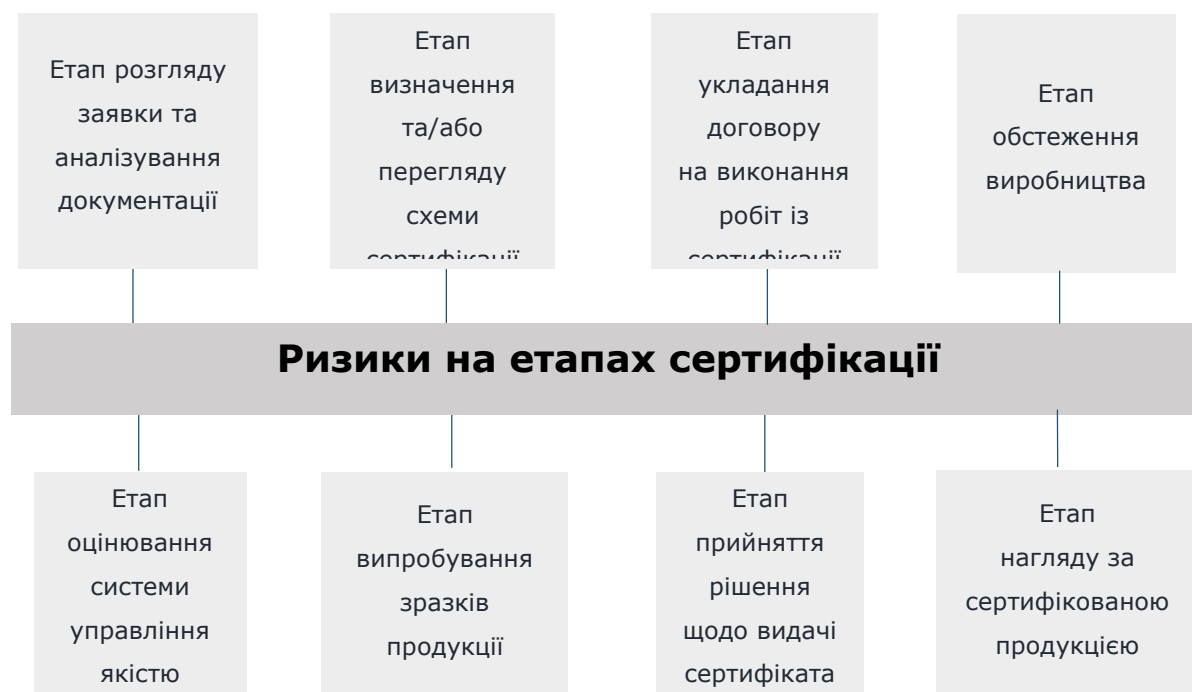 Етап розгляду
заявки та
аналізування
документації
Етап
визначення
та/або
перегляду
схеми
сертифікації
Етап
укладання
договору
на виконання
робіт із
сертифікації
Етап
обстеження
виробництва
Ризики на етапах сертифікації
Етап
оцінювання
системи
управління
якістю
Етап
випробування
зразків
продукції
Етап
прийняття
рішення
щодо видачі
сертифіката
Етап
нагляду за
сертифікованою
продукцією